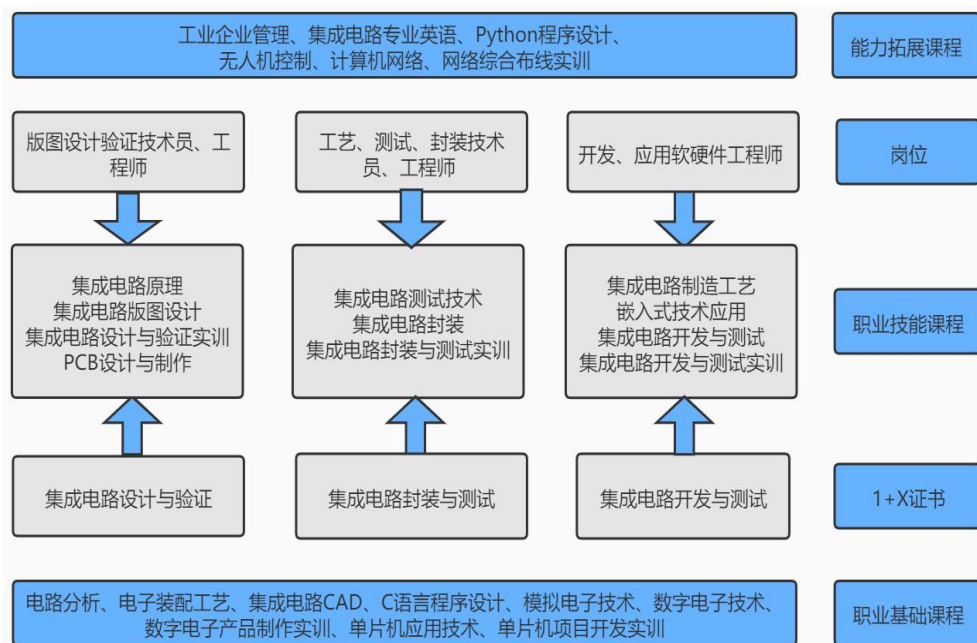 工业企业管理、集成电路专业英语、Python程序设计、
无人机控制、计算机网络、网络综合布线实训
能力拓展课程
版图设计验证技术员、工
程师
工艺、测试、封装技术
员、工程师
开发、应用软硬件工程师
岗位
集成电路原理
集成电路版图设计
集成电路设计与验证实训
PCB设计与制作
集成电路测试技术
集成电路封装
集成电路封装与测试实训
集成电路制造工艺
嵌入式技术应用
集成电路开发与测试
集成电路开发与测试实训
职业技能课程
集成电路设计与验证
集成电路封装与测试
集成电路开发与测试
1+X证书
电路分析、电子装配工艺、集成电路CAD、C语言程序设计、模拟电子技术、数字电子技术、
数字电子产品制作实训、单片机应用技术、单片机项目开发实训
职业基础课程